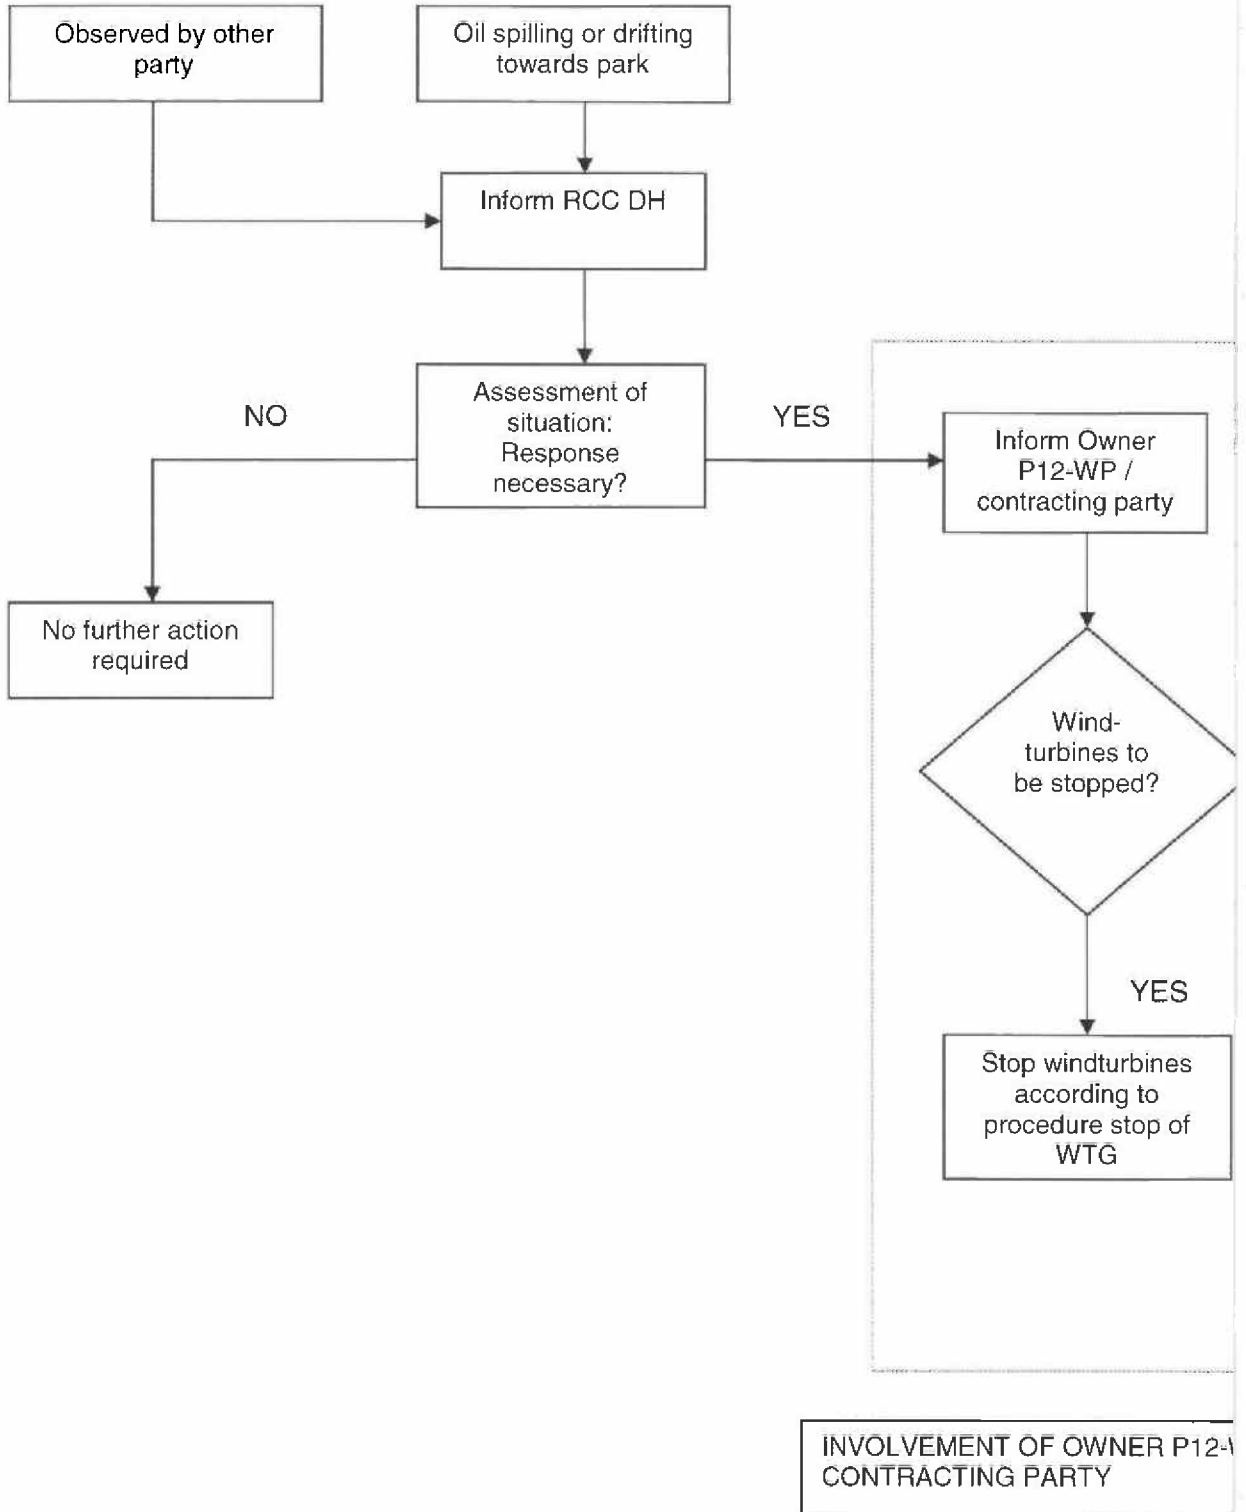 Observed by other
party
Oil spilling or drifting
towards park
Inform RCC DH
Assessment of
situation:
Response
necessary?
NO
YES
Inform Owner
P12-WP /
contracting party
No further action
required
Wind-
turbines to
be stopped?
YES
Stop windturbines
according to
procedure stop of
WTG
INVOLVEMENT OF OWNER
CONTRACTING PARTY